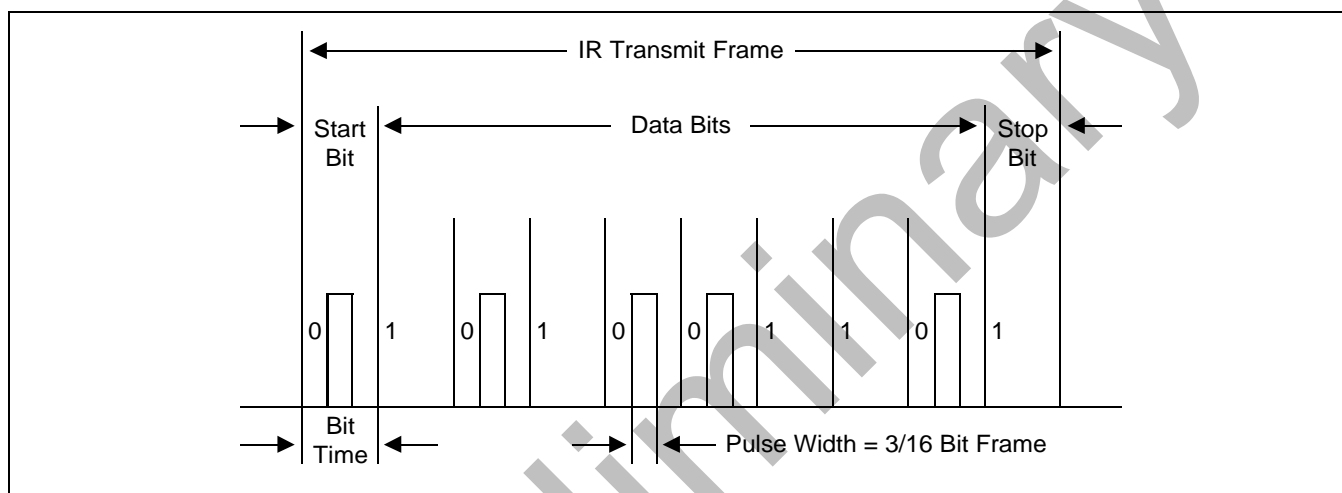 IR Transmit Frame
Start
Bit
Data Bits
Stop
Bit
0 1 0 1 0 0 1 1 0 1
Bit
Time
Pulse Width = 3/16 Bit Frame
liminary